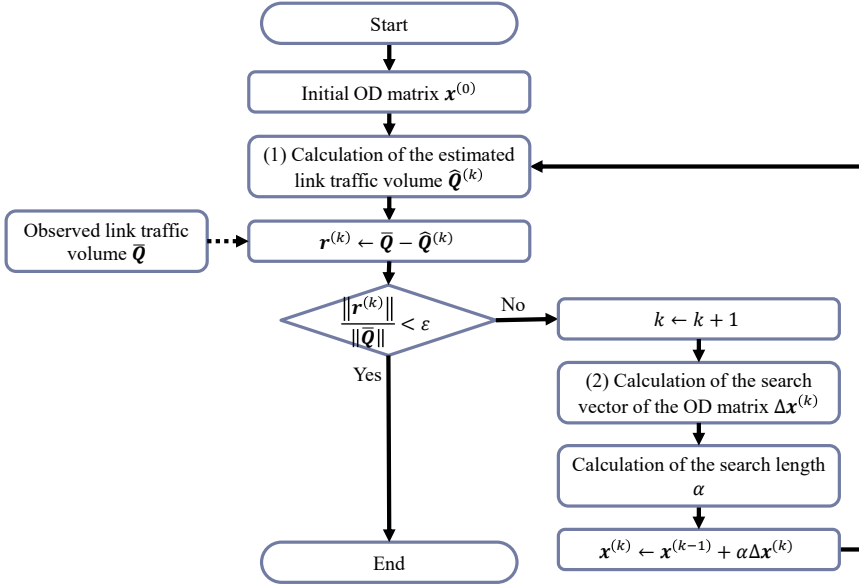 Start
Initial OD matrix 𝒙⁽⁰⁾
(1) Calculation of the estimated
link traffic volume 𝑸̂⁽ᵏ⁾
Observed link traffic
volume 𝑸̅
𝒓⁽ᵏ⁾ ← 𝑸̅ − 𝑸̂⁽ᵏ⁾
‖𝒓⁽ᵏ⁾‖
‖𝑸̅‖
< ε
No
Yes
k ← k + 1
(2) Calculation of the search
vector of the OD matrix Δ𝒙⁽ᵏ⁾
Calculation of the search length
α
𝒙⁽ᵏ⁾ ← 𝒙⁽ᵏ⁻¹⁾ + αΔ𝒙⁽ᵏ⁾
End